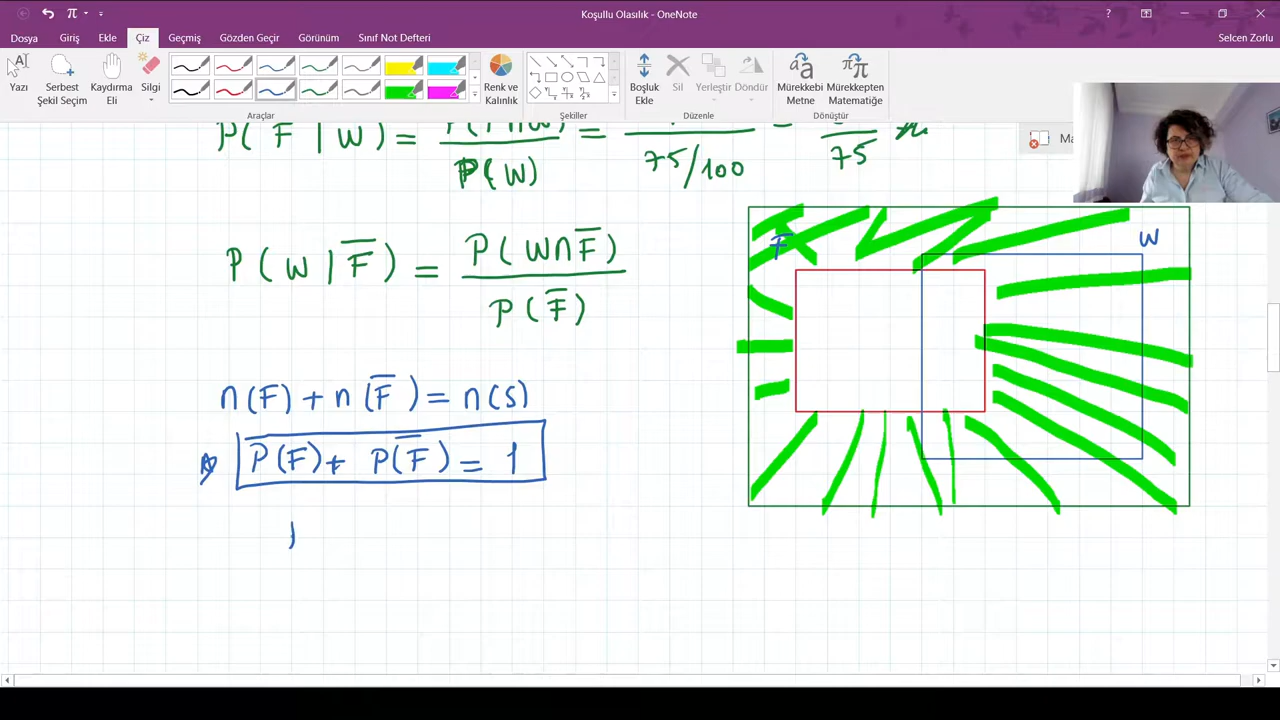 Koşullu Olasılık - OneNote
Dosya Giriş Ekle Çiz Geçmiş Gözden Geçir Görünüm Sınıf Not Defteri Selcen Zorlu
Yazı Serbest Şekil Seçim Kaydırma Eli Silgi Renk ve Kalınlık Boşluk Ekle Sil Yerleştir Döndür Mürekkebi Metne Mürekkepten Matematiğe
Araçlar Şekiller Düzenle Dönüştür
P(F|W) = P(F∩W)/P(W) = /75/100 = /75
Ma
P(W|F̅) = P(W∩F̅)/P(F̅)
F W
n(F) + n(F̅) = n(S)
P(F) + P(F̅) = 1